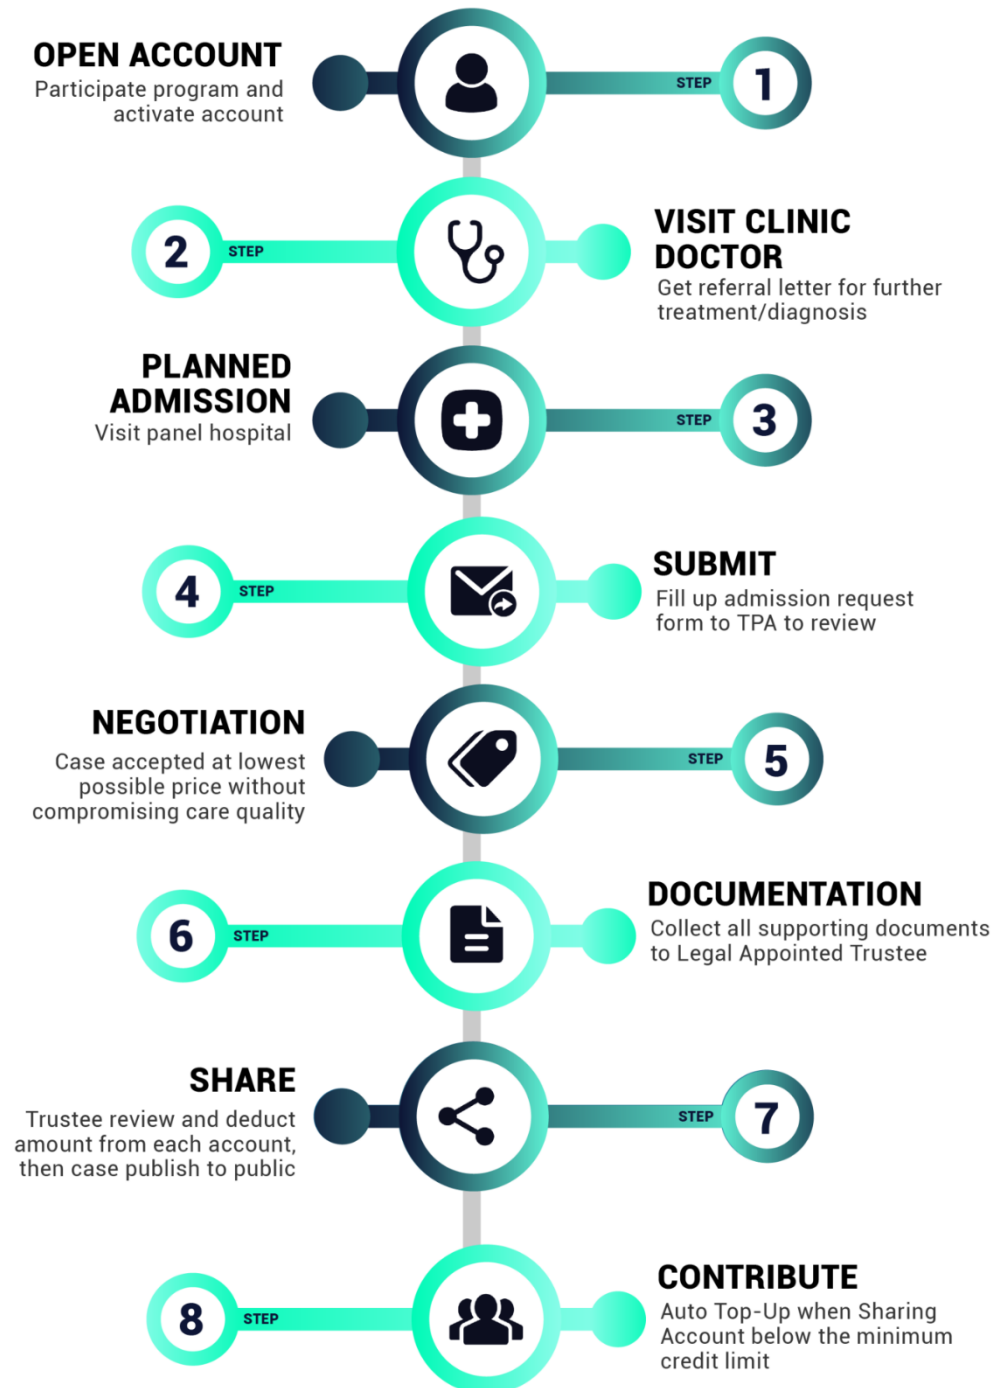 OPEN ACCOUNT
Participate program and
activate account
STEP
1
2
STEP
VISIT CLINIC
DOCTOR
Get referral letter for further
treatment/diagnosis
PLANNED
ADMISSION
Visit panel hospital
STEP
3
4
STEP
SUBMIT
Fill up admission request
form to TPA to review
NEGOTIATION
Case accepted at lowest
possible price without
compromising care quality
STEP
5
6
STEP
DOCUMENTATION
Collect all supporting documents
to Legal Appointed Trustee
SHARE
Trustee review and deduct
amount from each account,
then case publish to public
STEP
7
8
STEP
CONTRIBUTE
Auto Top-Up when Sharing
Account below the minimum
credit limit